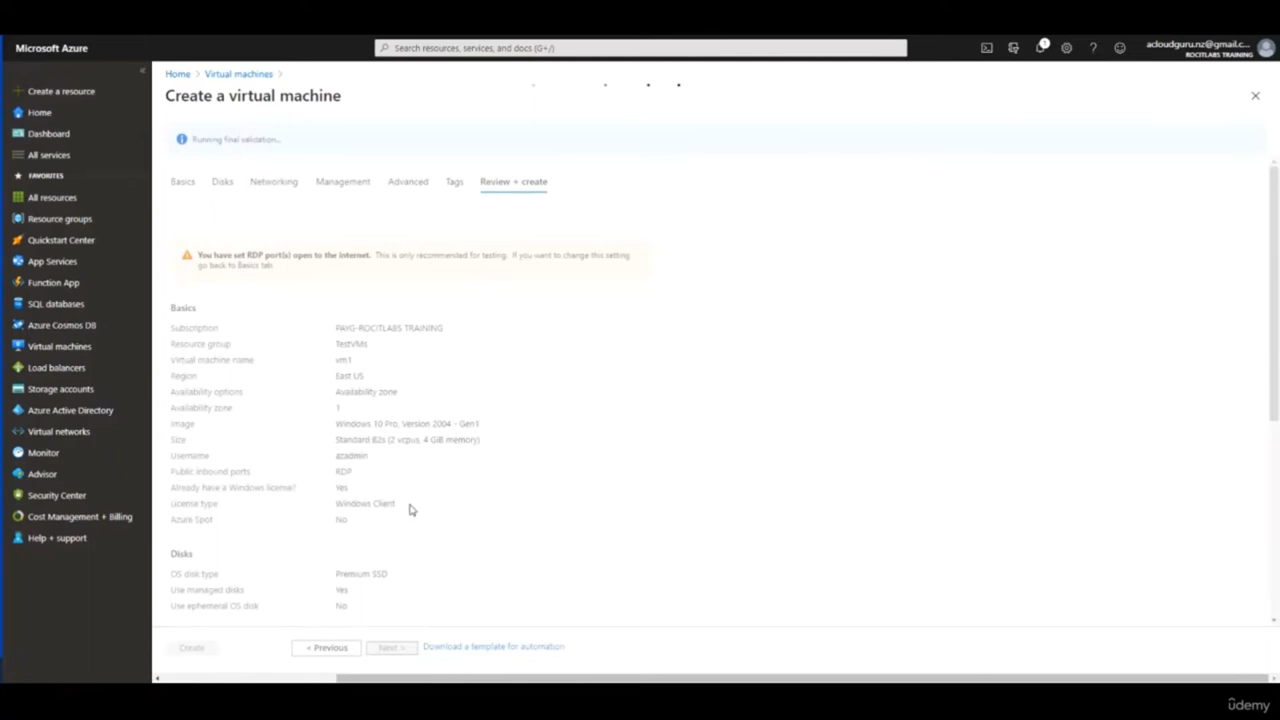 Microsoft Azure
Search resources, services, and docs (G+/)
1
acloudguru.nz@gmail.c...
ROCITLABS TRAINING
Create a resource
Home
Dashboard
All services
FAVORITES
All resources
Resource groups
Quickstart Center
App Services
Function App
SQL databases
Azure Cosmos DB
Virtual machines
Load balancers
Storage accounts
Azure Active Directory
Virtual networks
Monitor
Advisor
Security Center
Cost Management + Billing
Help + support
Home > Virtual machines >
Create a virtual machine
Running final validation...
Basics Disks Networking Management Advanced Tags Review + create
You have set RDP port(s) open to the internet. This is only recommended for testing. If you want to change this setting
go back to Basics tab.
Basics
Subscription PAYG-ROCITLABS TRAINING
Resource group TestVMs
Virtual machine name vm1
Region East US
Availability options Availability zone
Availability zone 1
Image Windows 10 Pro, Version 2004 - Gen1
Size Standard B2s (2 vcpus, 4 GiB memory)
Username azadmin
Public inbound ports RDP
Already have a Windows license? Yes
License type Windows Client
Azure Spot No
Disks
OS disk type Premium SSD
Use managed disks Yes
Use ephemeral OS disk No
Create < Previous Next > Download a template for automation
ûdemy